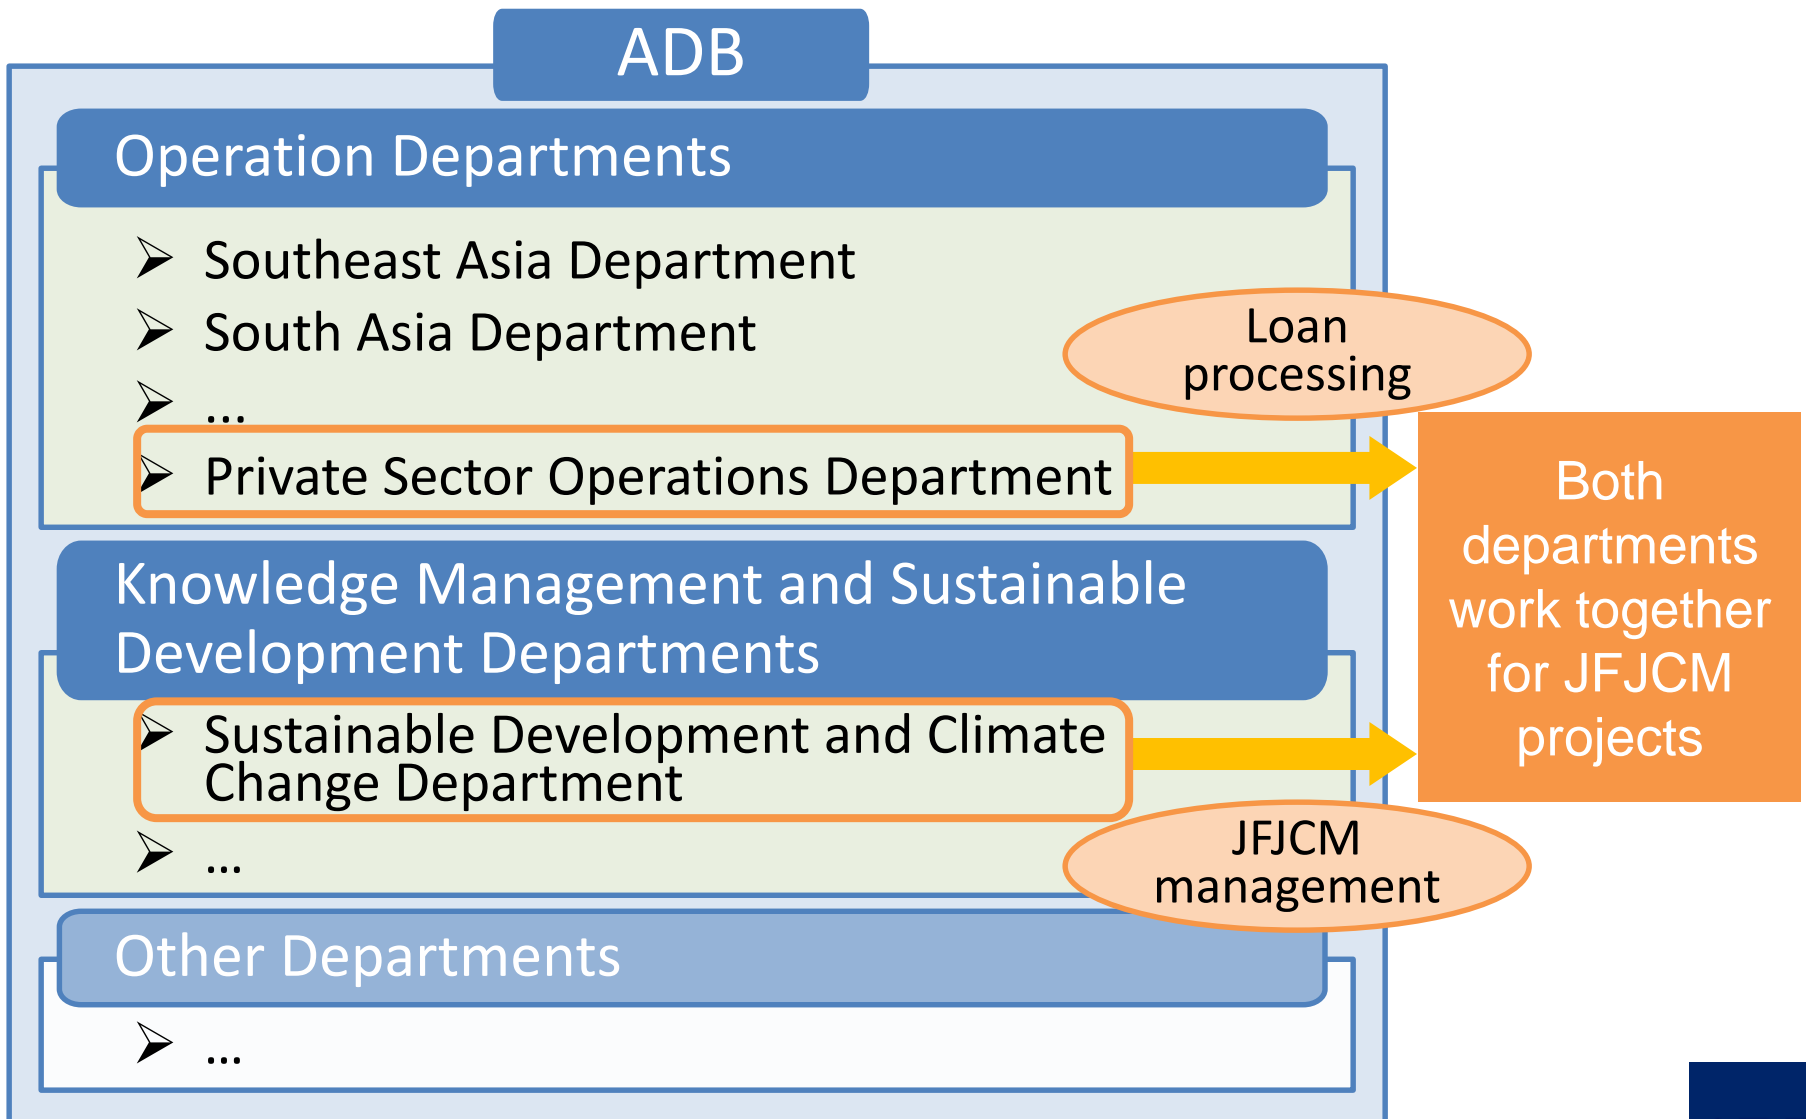 ADB
Operation Departments
Southeast Asia Department
South Asia Department
...
Private Sector Operations Department
Loan
processing
Knowledge Management and Sustainable
Development Departments
Sustainable Development and Climate
Change Department
...
JFJCM
management
Both
departments
work together
for JFJCM
projects
Other Departments
...